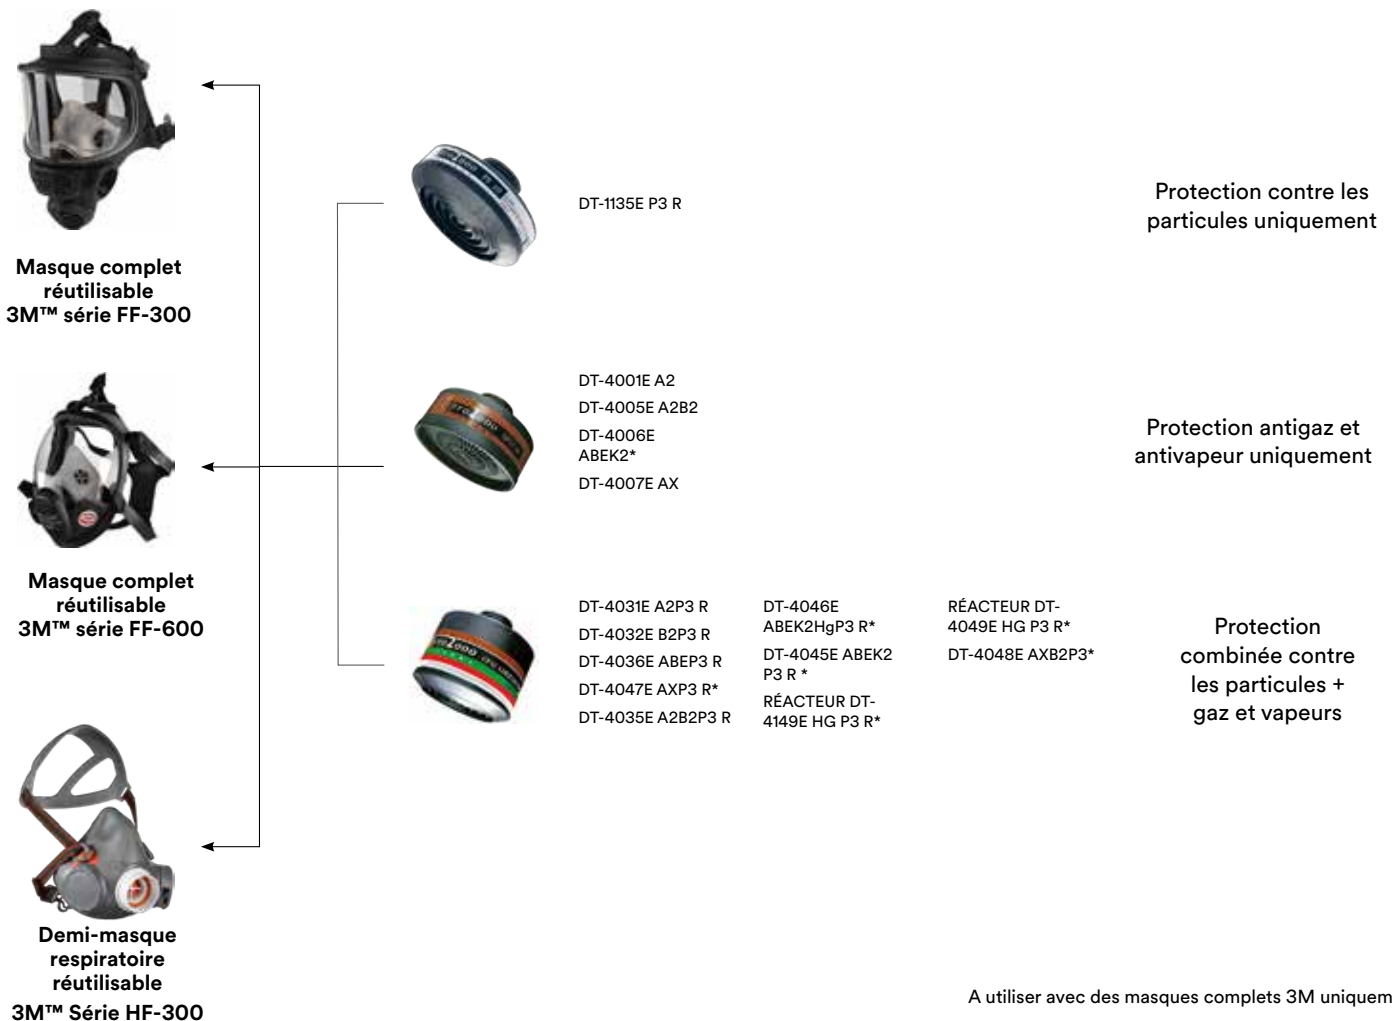 Masque complet
réutilisable
3M™ série FF-300
Masque complet
réutilisable
3M™ série FF-600
Demi-masque
respiratoire
réutilisable
3M™ Série HF-300
DT-1135E P3 R
Protection contre les
particules uniquement
DT-4001E A2
DT-4005E A2B2
DT-4006E
ABEK2*
DT-4007E AX
Protection antigaz et
antivapeur uniquement
DT-4031E A2P3 R
DT-4032E B2P3 R
DT-4036E ABEP3 R
DT-4047E AXP3 R*
DT-4035E A2B2P3 R
DT-4046E
ABEK2HgP3 R*
DT-4045E ABEK2
P3 R *
RÉACTEUR DT-
4149E HG P3 R*
RÉACTEUR DT-
4049E HG P3 R*
DT-4048E AXB2P3*
Protection
combinée contre
les particules +
gaz et vapeurs
A utiliser avec des masques complets 3M uniquem